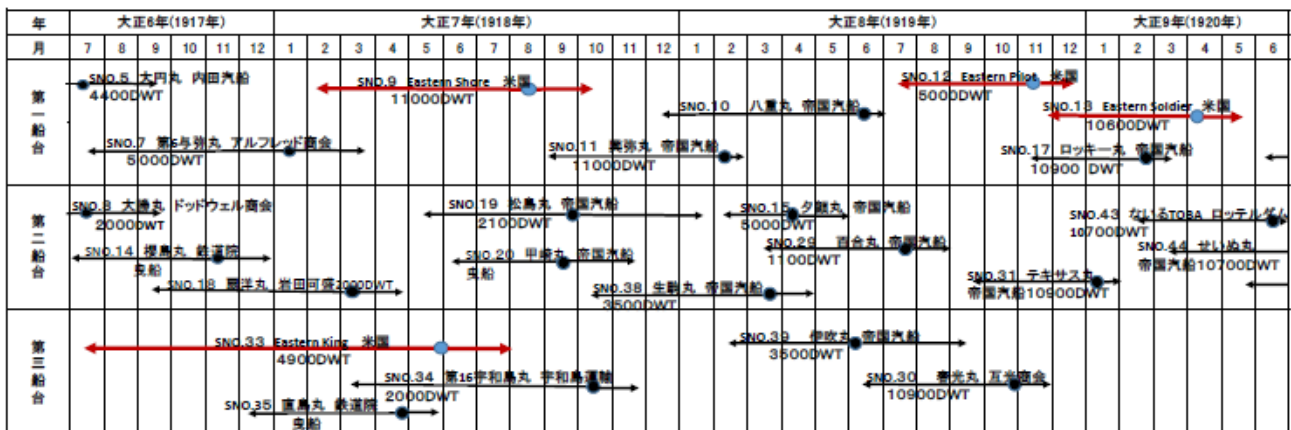 年 大正6年(1917年) 大正7年(1918年) 大正8年(1919年) 大正9年(1920年)
月 7 8 9 10 11 12 1 2 3 4 5 6 7 8 9 10 11 12 1 2 3 4 5 6 7 8 9 10 11 12 1 2 3 4 5 6
第一船台
SNO.5 大円丸 内田汽船
4400DWT
SNO.9 Eastern Shore 米国
11000DWT
SNO.12 Eastern Pilot 米国
5000DWT
SNO.10 八重丸 帝国汽船
SNO.13 Eastern Soldier 米国
10600DWT
SNO.7 第6与弥丸 アルフレッド商会
5000DWT
SNO.11 興弥丸 帝国汽船
11000DWT
SNO.17 ロッキー丸 帝国汽船
10900 DWT
第二船台
SNO.8 大勝丸 ドッドウェル商会
2000DWT
SNO.19 松島丸 帝国汽船
2100DWT
SNO.15 夕顔丸 帝国汽船
5000DWT
SNO.43 ないるTOBA ロッテルダム
10700DWT
SNO.14 櫻島丸 鉄道院
曳船
SNO.20 甲崎丸 帝国汽船
曳船
SNO.29 百合丸 帝国汽船
1100DWT
SNO.44 せいぬ丸
帝国汽船10700DWT
SNO.18 洋丸 岩田可盛2000DWT
SNO.38 生駒丸 帝国汽船
3500DWT
SNO.31 テキサス丸
帝国汽船10900DWT
第三船台
SNO.33 Eastern King 米国
4900DWT
SNO.39 伊吹丸 帝国汽船
3500DWT
SNO.34 第16宇和島丸 宇和島運輸
2000DWT
SNO.30 春光丸 互光商会
10900DWT
SNO.35 直島丸 鉄道院
曳船